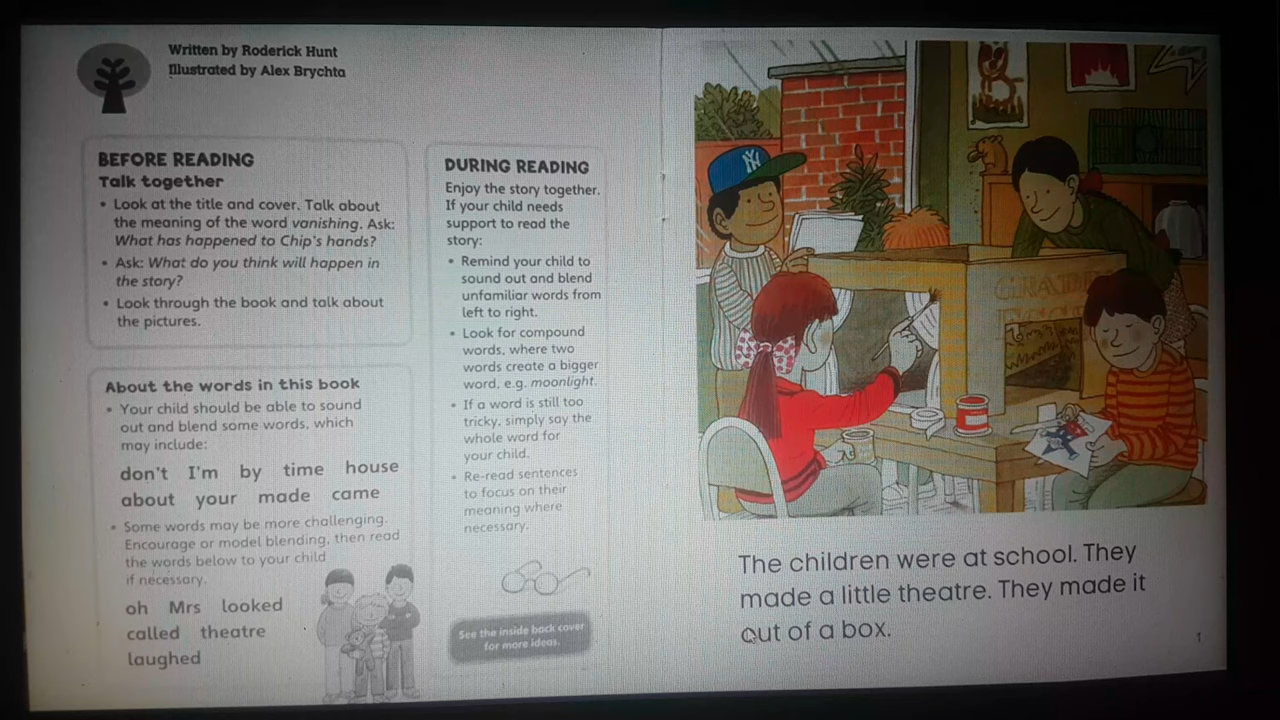 Written by Roderick Hunt
Illustrated by Alex Brychta
BEFORE READING
Talk together
• Look at the title and cover. Talk about
the meaning of the word vanishing. Ask:
What has happened to Chip's hands?
• Ask: What do you think will happen in
the story?
• Look through the book and talk about
the pictures.
About the words in this book
• Your child should be able to sound
out and blend some words, which
may include:
don't I'm by time house
about your made came
• Some words may be more challenging.
Encourage or model blending, then read
the words below to your child
if necessary.
oh Mrs looked
called theatre
laughed
DURING READING
Enjoy the story together.
If your child needs
support to read the
story:
• Remind your child to
sound out and blend
unfamiliar words from
left to right.
• Look for compound
words, where two
words create a bigger
word, e.g. moonlight.
• If a word is still too
tricky, simply say the
whole word for
your child.
• Re-read sentences
to focus on their
meaning where
necessary.
See the inside back cover
for more ideas.
NY
The children were at school. They
made a little theatre. They made it
out of a box.
1